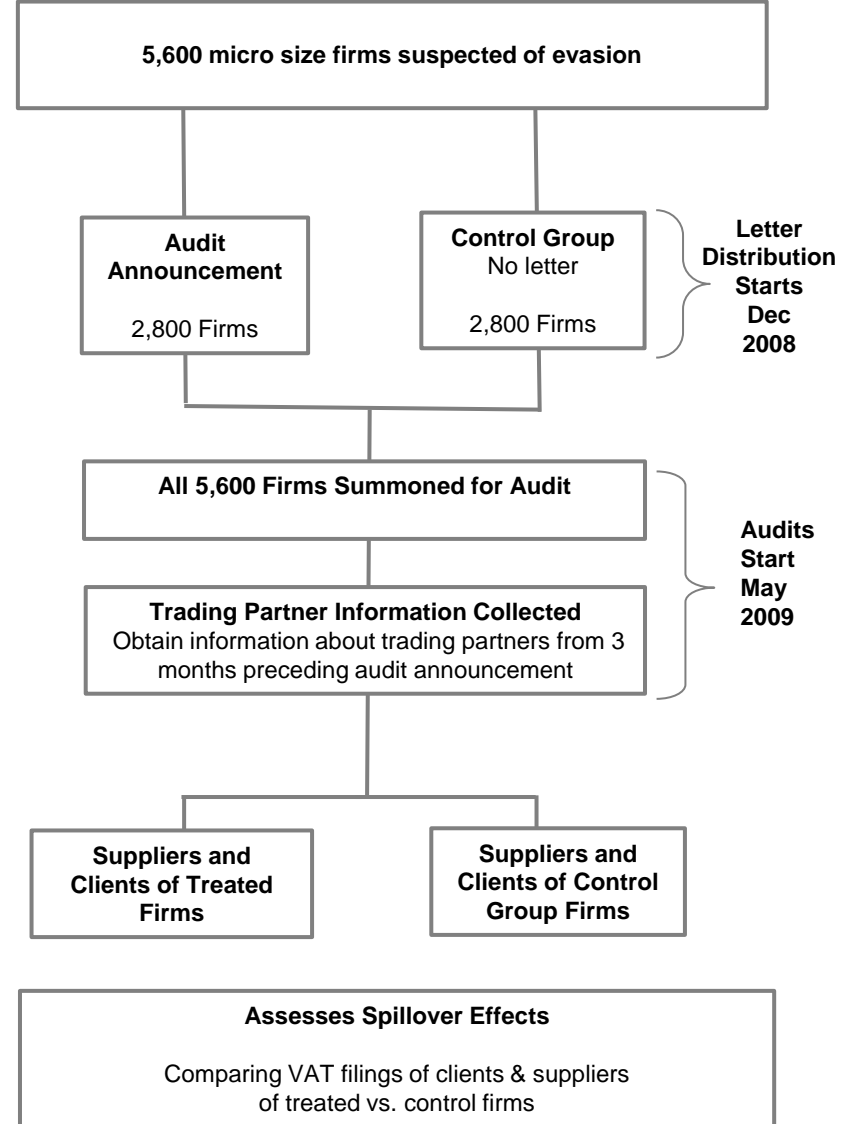 5,600 micro size firms suspected of evasion
Audit
Announcement
2,800 Firms
Control Group
No letter
2,800 Firms
Letter
Distribution
Starts
Dec
2008
All 5,600 Firms Summoned for Audit
Trading Partner Information Collected
Obtain information about trading partners from 3
months preceding audit announcement
Audits
Start
May
2009
Suppliers and
Clients of Treated
Firms
Suppliers and
Clients of Control
Group Firms
Assesses Spillover Effects
Comparing VAT filings of clients & suppliers
of treated vs. control firms